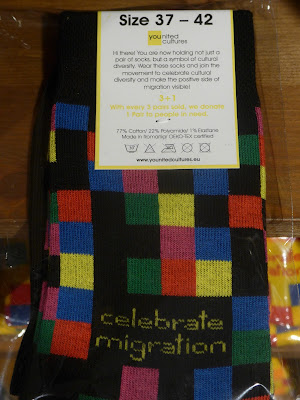 Size 37 – 42
younited
cultures
Hi there! You are now holding not just a
pair of socks, but a symbol of cultural
diversity. Wear those socks and join the
movement to celebrate cultural
diversity and make the positive side of
migration visible!
3 + 1
With every 3 pairs sold, we donate
1 Pair to people in need.
77% Cotton/ 22% Polyamide/ 1% Elastane
Made in Romania/ OEKO-TEX certified
www.younitedcultures.eu
celebrate
migration